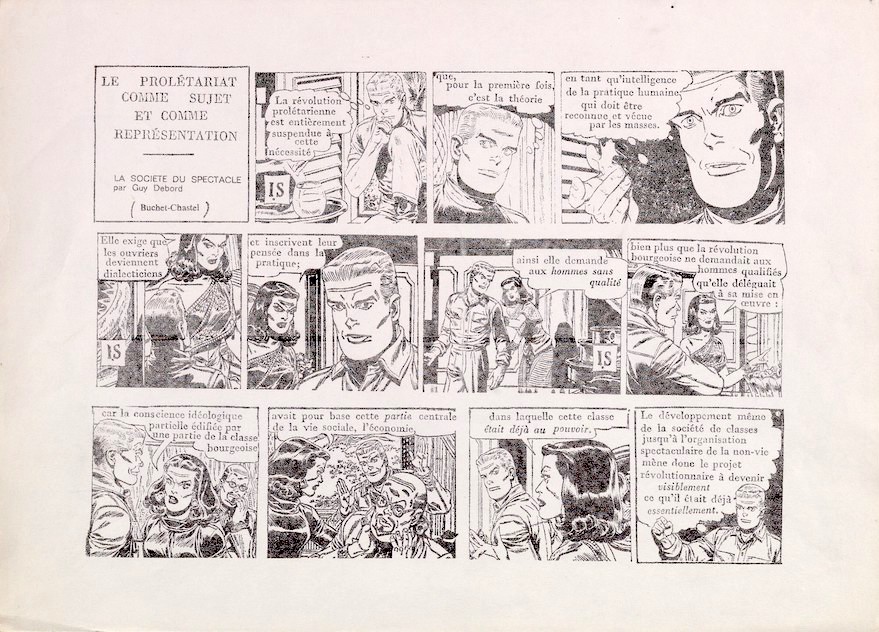 LE PROLÉTARIAT
COMME SUJET
ET COMME
REPRÉSENTATION
LA SOCIETE DU SPECTACLE
par Guy Debord
( Buchet-Chastel )
La révolution
prolétarienne
est entièrement
suspendue à
cette
nécessité
IS
que,
pour la première fois,
c'est la théorie
en tant qu'intelligence
de la pratique humaine,
qui doit être
reconnue et vécue
par les masses.
Elle exige que
les ouvriers
deviennent
dialecticiens
IS
et inscrivent leur
pensée dans la
pratique;
ainsi elle demande
aux hommes sans
qualité
IS
bien plus que la révolution
bourgeoise ne demandait aux
hommes qualifiés
qu'elle déléguait
à sa mise en
œuvre :
car la conscience idéologique
partielle édifiée par
une partie de la classe
bourgeoise
avait pour base cette partie centrale
de la vie sociale, l'économie,
dans laquelle cette classe
était déjà au pouvoir.
Le développement même
de la société de classes
jusqu'à l'organisation
spectaculaire de la non-vie
mène donc le projet
révolutionnaire à devenir
visiblement
ce qu'il était déjà
essentiellement.